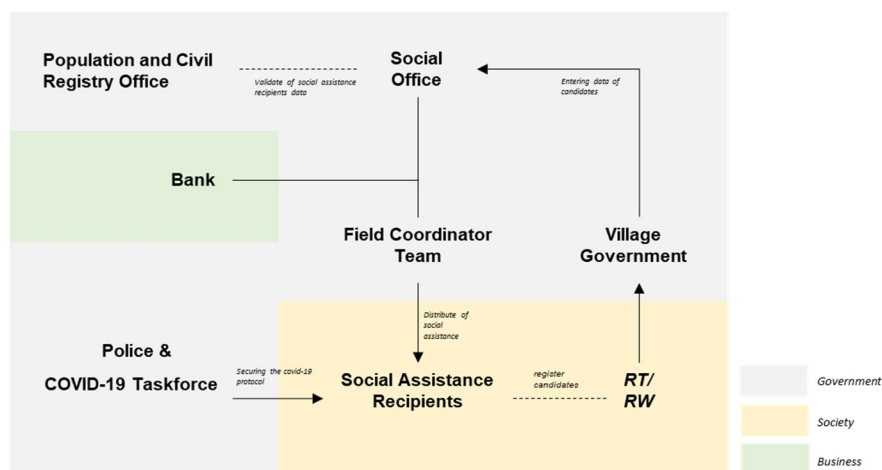 Population and Civil
Registry Office
Validate of social assistance
recipients data
Social
Office
Entering data of
candidates
Bank
Field Coordinator
Team
Village
Government
Police &
COVID-19 Taskforce
Securing the covid-19
protocol
Distribute of
social
assistance
Social Assistance
Recipients
register
candidates
RT/
RW
Government
Society
Business